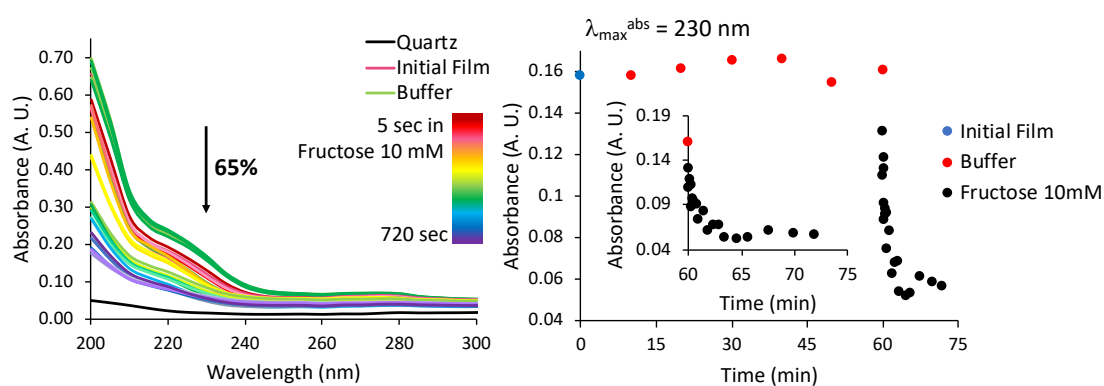 0.70
0.60
0.50
0.40
0.30
0.20
0.10
0.00
Absorbance (A. U.)
200 220 240 260 280 300
Wavelength (nm)
65%
Quartz
Initial Film
Buffer
5 sec in
Fructose 10 mM
720 sec
λmax^abs = 230 nm
0.16
0.14
0.12
0.1
0.08
0.06
0.04
Absorbance (A. U.)
0 15 30 45 60 75
Time (min)
0.19
0.14
0.09
0.04
Absorbance (A. U.)
60 65 70 75
Time (min)
Initial Film
Buffer
Fructose 10mM